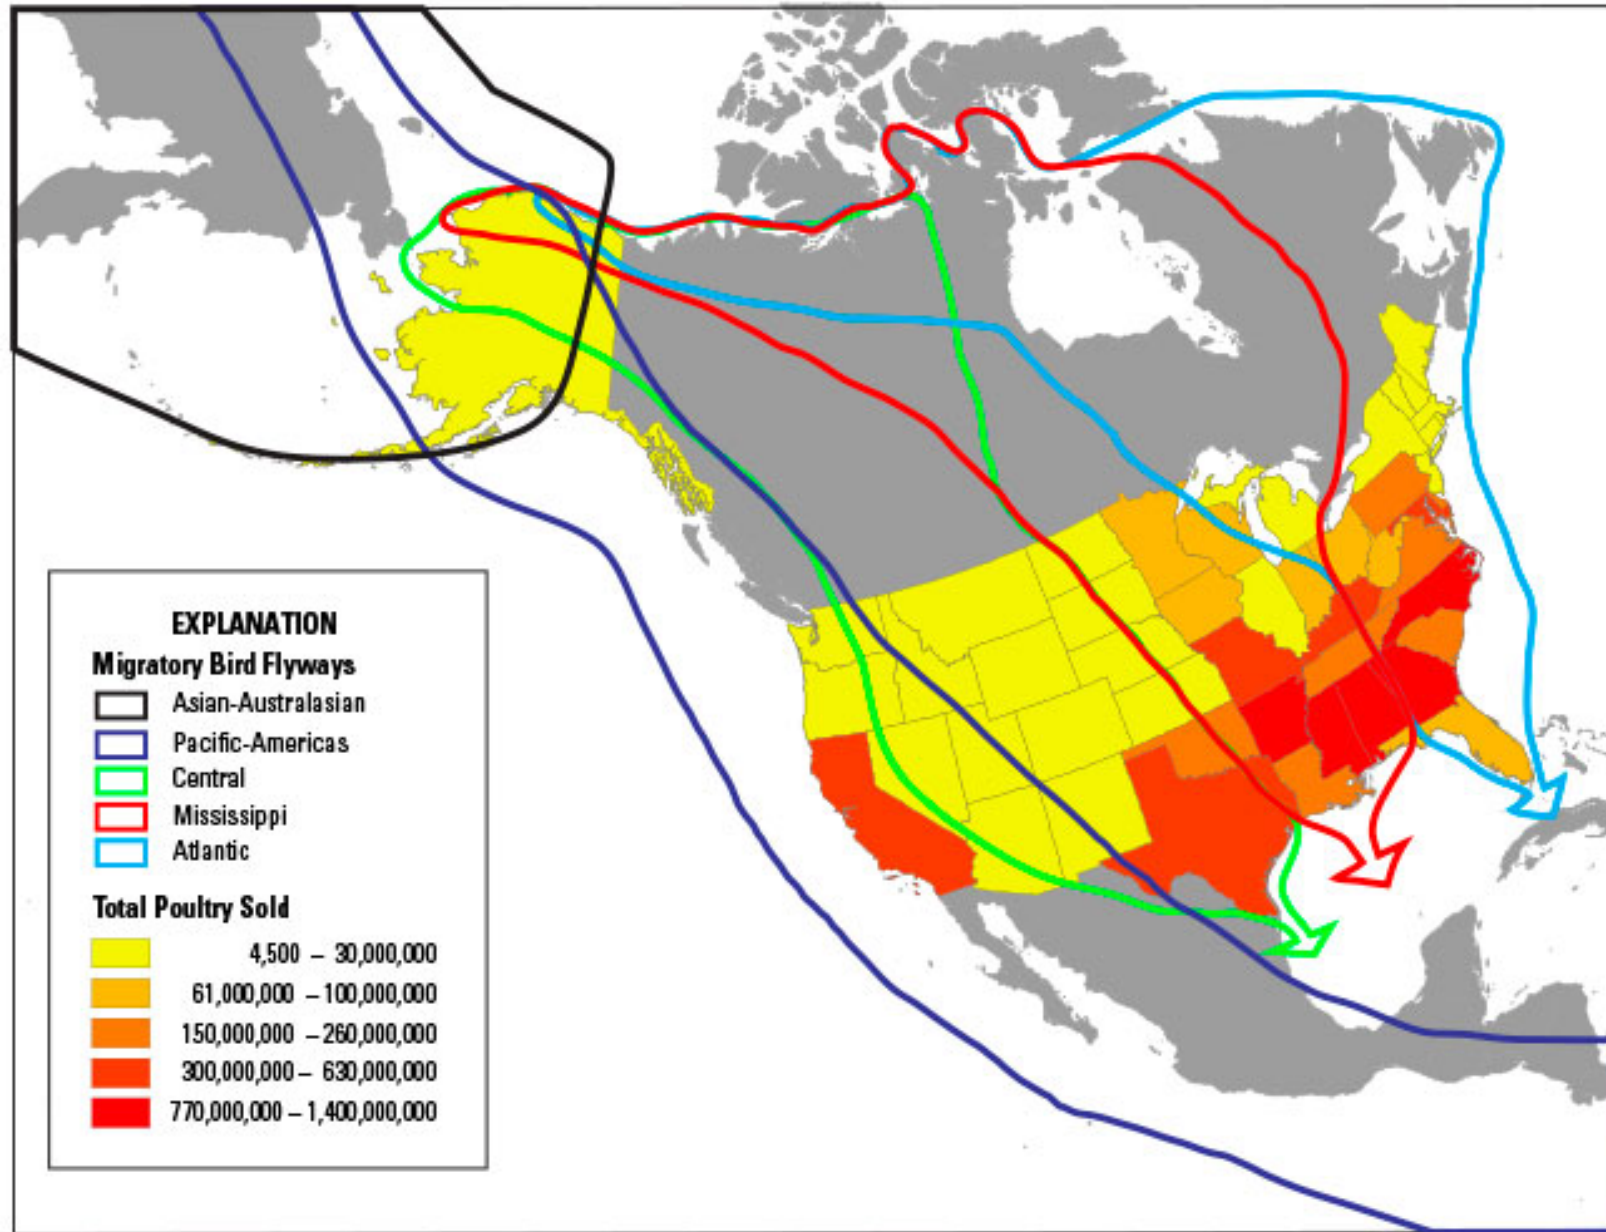 EXPLANATION
Migratory Bird Flyways
Asian-Australasian
Pacific-Americas
Central
Mississippi
Atlantic
Total Poultry Sold
4,500 – 30,000,000
61,000,000 – 100,000,000
150,000,000 – 260,000,000
300,000,000 – 630,000,000
770,000,000 – 1,400,000,000